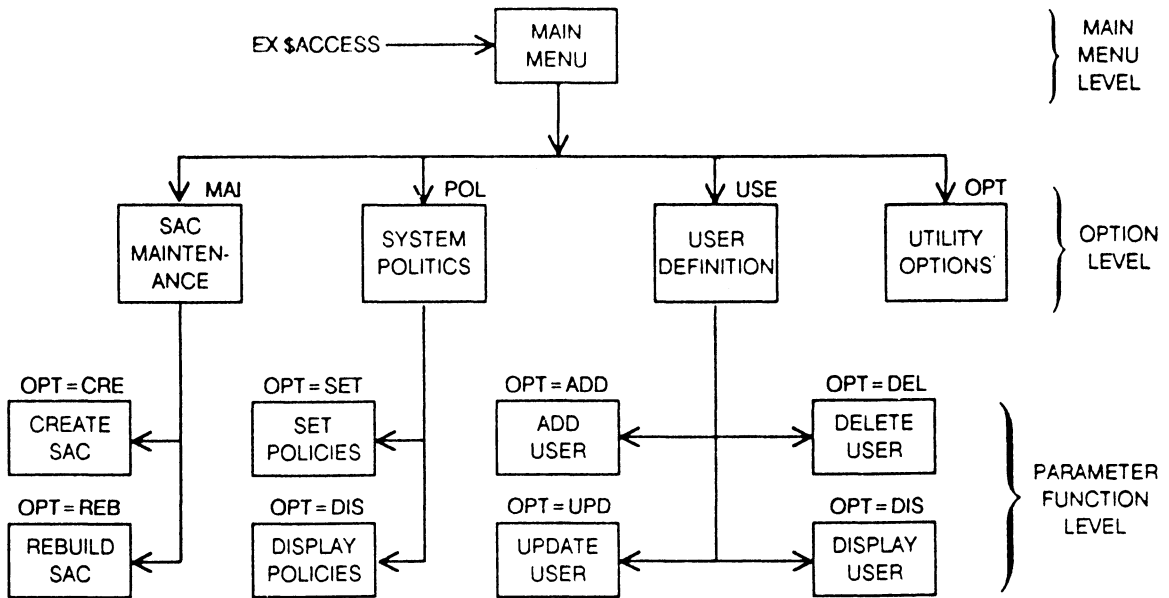 EX $ACCESS
MAIN
MENU
MAIN
MENU
LEVEL
MAI
POL
USE
OPT
SAC
MAINTEN-
ANCE
SYSTEM
POLITICS
USER
DEFINITION
UTILITY
OPTIONS
OPTION
LEVEL
OPT = CRE
OPT = SET
OPT = ADD
OPT = DEL
CREATE
SAC
SET
POLICIES
ADD
USER
DELETE
USER
OPT = REB
OPT = DIS
OPT = UPD
OPT = DIS
REBUILD
SAC
DISPLAY
POLICIES
UPDATE
USER
DISPLAY
USER
PARAMETER
FUNCTION
LEVEL